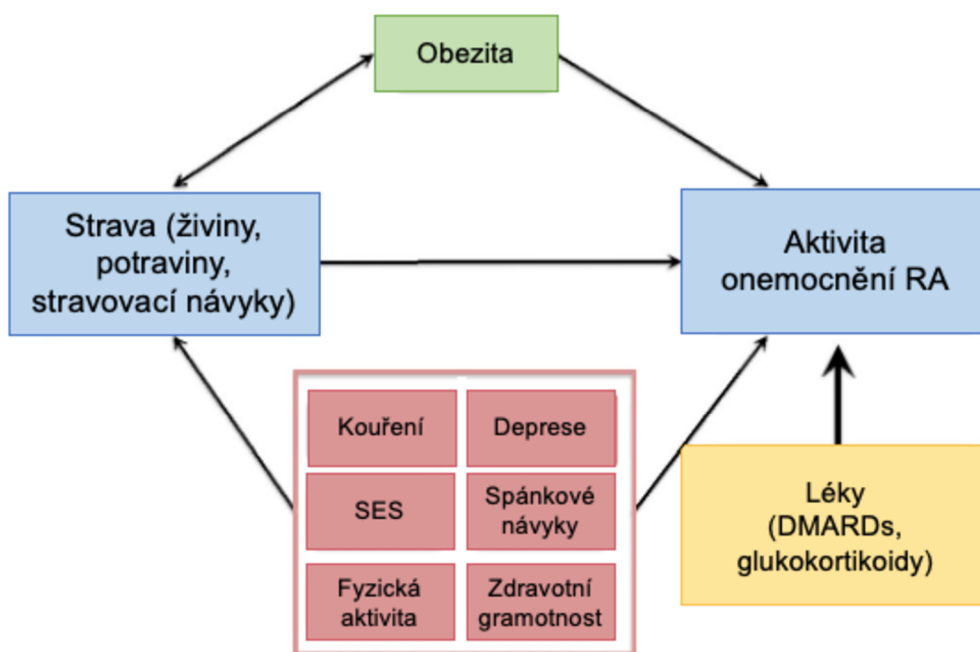 Obezita
Strava (živiny,
potraviny,
stravovací návyky)
Aktivita
onemocnění RA
Kouření
Deprese
SES
Spánkové
návyky
Fyzická
aktivita
Zdravotní
gramotnost
Léky
(DMARDs,
glukokortikoidy)